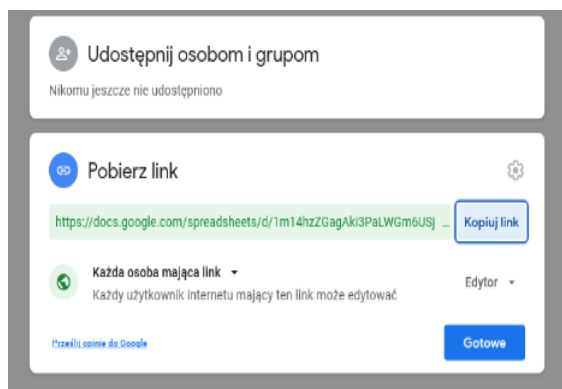 Udostępnij osobom i grupom
Nikomu jeszcze nie udostępniono
Pobierz link
https://docs.google.com/spreadsheets/d/1m14hzZGagAki3PaLWGm6USj ...
Kopiuj link
Każda osoba mająca link
Każdy użytkownik internetu mający ten link może edytować
Edytor
Prześlij opinie do Google
Gotowe